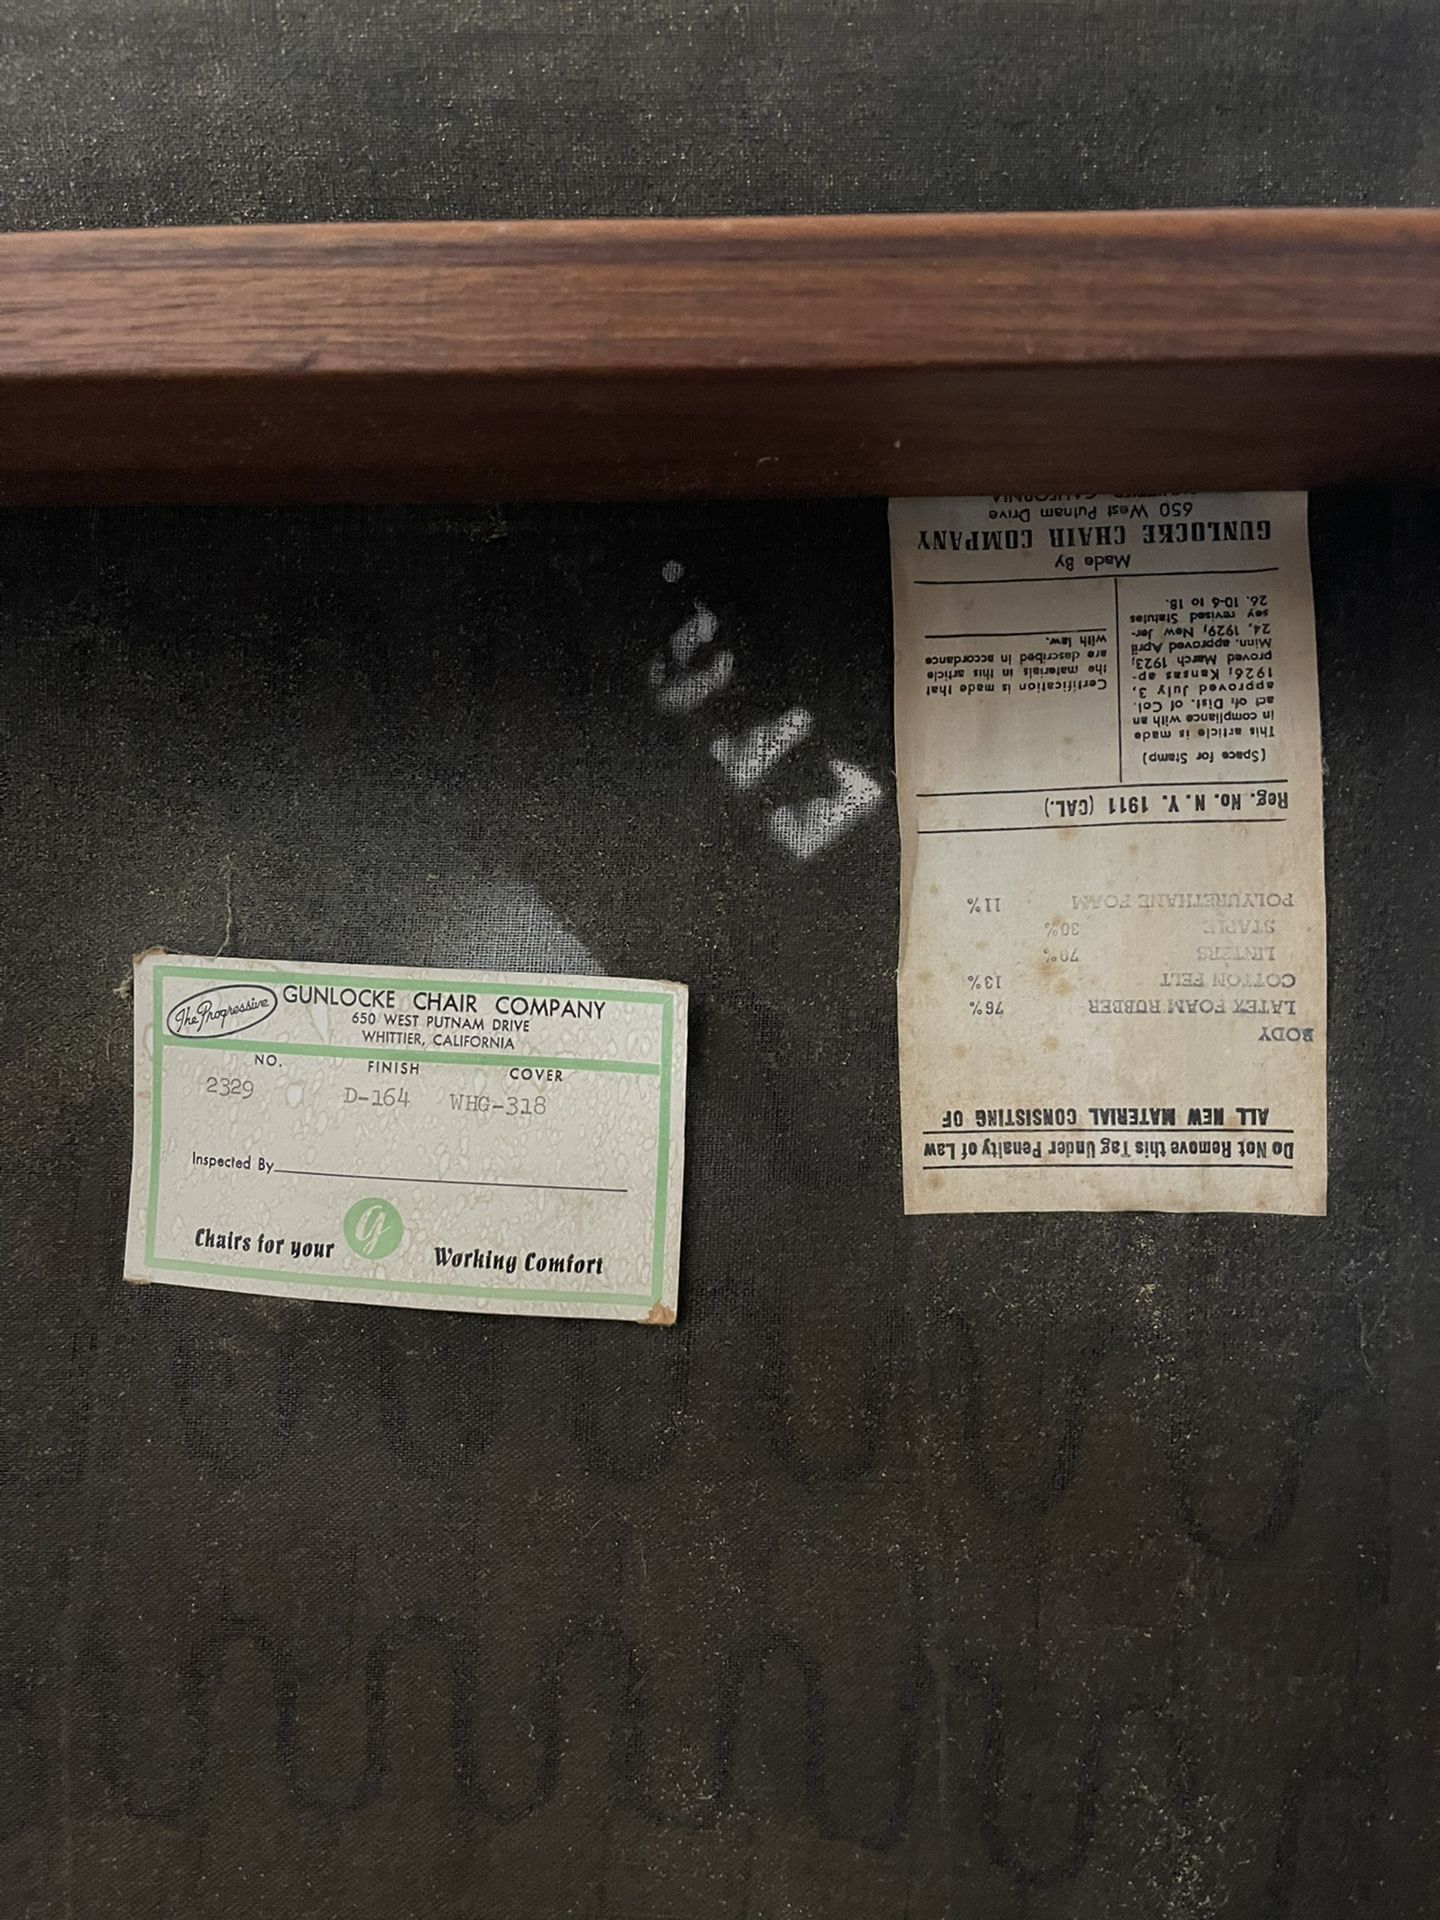 The Progressive
GUNLOCKE CHAIR COMPANY
650 WEST PUTNAM DRIVE
WHITTIER, CALIFORNIA
NO. FINISH COVER
2329 D-164 WHG-318
Inspected By
Chairs for your g Working Comfort
Do Not Remove this Tag Under Penalty of Law
ALL NEW MATERIAL CONSISTING OF
BODY
LATEX FOAM RUBBER 76%
COTTON FELT 13%
LINTERS 70%
STAPLE 30%
POLYURETHANE FOAM 11%
Reg. No. N. Y. 1911 (CAL.)
(Space for Stamp)
This article is made
in compliance with an
act of; Dist. of Col.
approved July 3,
1926; Kansas ap-
proved March 1923;
Minn. approved April
24, 1929; New Jer-
sey revised Statutes
26. 10-6 to 18.
Certification is made that
the materials in this article
are described in accordance
with law.
Made By
GUNLOCKE CHAIR COMPANY
650 West Putnam Drive
WHITTIER, CALIFORNIA